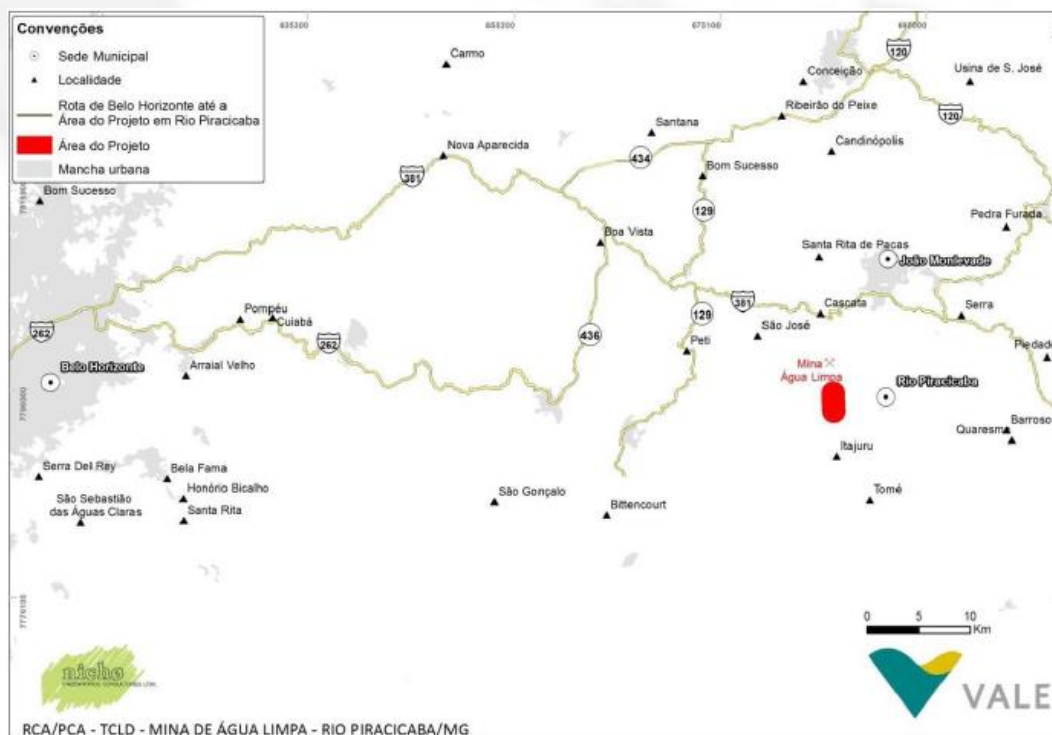 Convenções
Sede Municipal
Localidade
Rota de Belo Horizonte até a
Área do Projeto em Rio Piracicaba
Área do Projeto
Mancha urbana
635300
655200
675100
120
Carmo
Conceição
Usina de S. José
Ribeirão do Peixe
120
Santana
Nova Aparecida
434
Candinópolis
381
Bom Sucesso
Bom Sucesso
129
Pedra Furada
Boa Vista
Santa Rita de Pacas
João Monlevade
381
Cascata
Serra
Pompéu
Cuiabá
262
262
436
129
São José
Peti
Piedade
Arraial Velho
Belo Horizonte
Mina
Água Limpa
Rio Piracicaba
Barroso
Quaresma
Itajuru
Serra Del Rey
Bela Fama
Honório Bicalho
São Sebastião
das Águas Claras
Santa Rita
São Gonçalo
Bittencourt
Tomé
0 5 10
Km
nicho
VALE
RCA/PCA - TCLD - MINA DE ÁGUA LIMPA - RIO PIRACICABA/MG